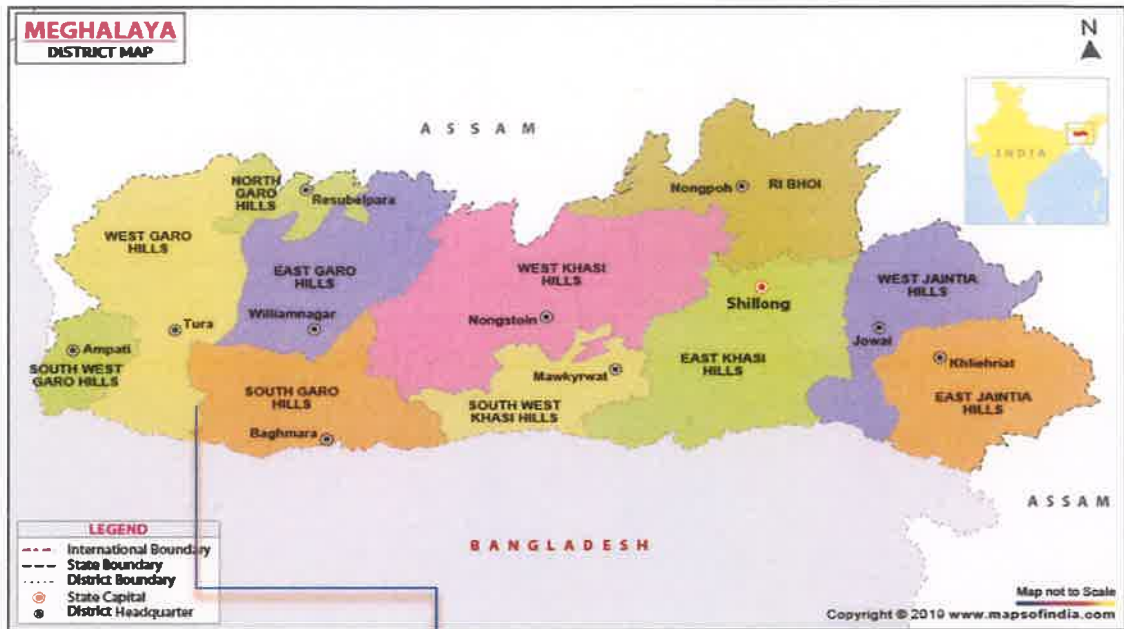 MEGHALAYA
DISTRICT MAP
N
INDIA
ASSAM
NORTH
GARO
HILLS
Resubelpara
Nongpoh
RI BHOI
WEST GARO
HILLS
EAST GARO
HILLS
WEST KHASI
HILLS
WEST JAINTIA
HILLS
Shillong
Williamnagar
Tura
Nongstoin
Jowai
Ampati
SOUTH WEST
GARO HILLS
Mawkyrwat
EAST KHASI
HILLS
Khliehriat
SOUTH GARO
HILLS
SOUTH WEST
KHASI HILLS
EAST JAINTIA
HILLS
Baghmara
ASSAM
BANGLADESH
LEGEND
International Boundary
State Boundary
District Boundary
State Capital
District Headquarter
Map not to Scale
Copyright © 2019 www.mapsofindia.com